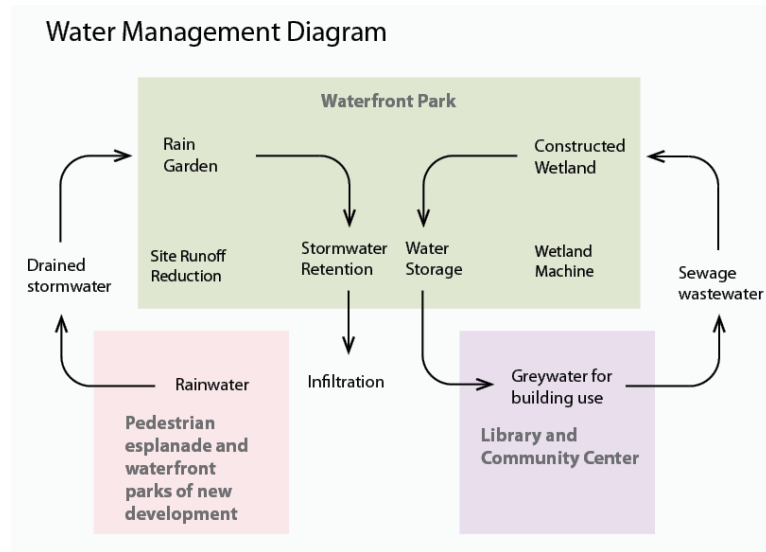 Water Management Diagram
Waterfront Park
Rain
Garden
Constructed
Wetland
Site Runoff
Reduction
Stormwater
Retention
Water
Storage
Wetland
Machine
Drained
stormwater
Sewage
wastewater
Rainwater
Infiltration
Greywater for
building use
Pedestrian
esplanade and
waterfront
parks of new
development
Library and
Community Center